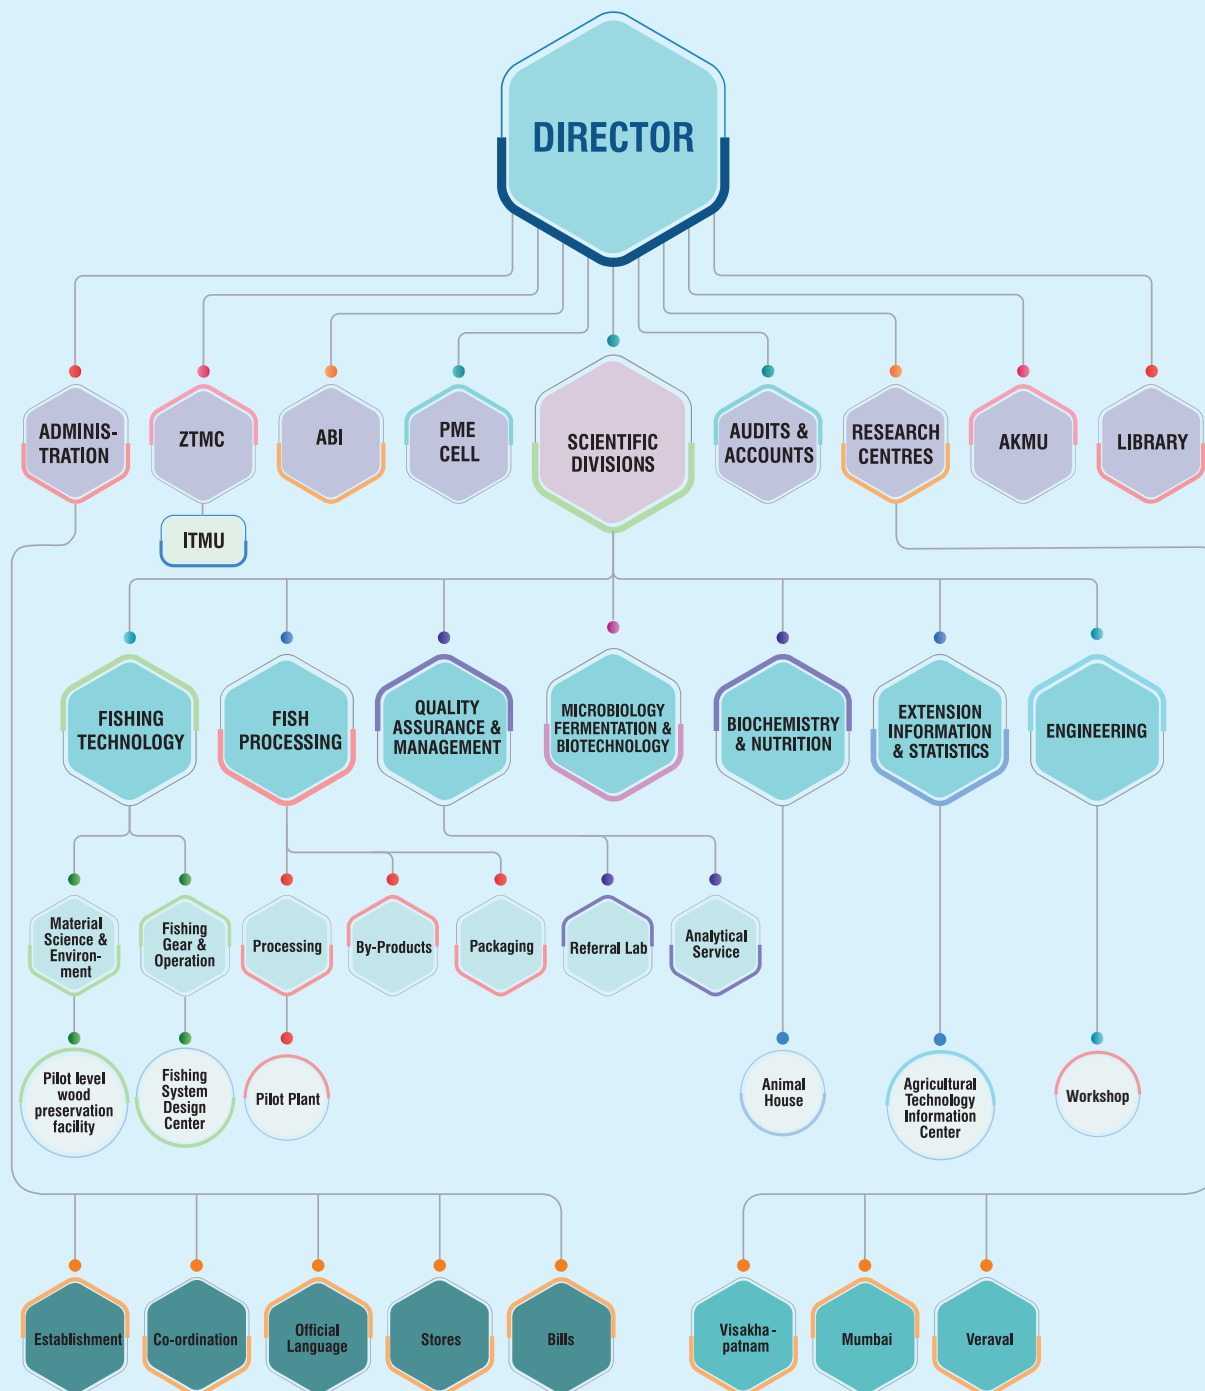 DIRECTOR
ADMINIS-
TRATION
ZTMC
ABI
PME
CELL
SCIENTIFIC
DIVISIONS
AUDITS &
ACCOUNTS
RESEARCH
CENTRES
AKMU
LIBRARY
ITMU
FISHING
TECHNOLOGY
FISH
PROCESSING
QUALITY
ASSURANCE &
MANAGEMENT
MICROBIOLOGY
FERMENTATION &
BIOTECHNOLOGY
BIOCHEMISTRY
& NUTRITION
EXTENSION
INFORMATION
& STATISTICS
ENGINEERING
Material
Science &
Environ-
ment
Fishing
Gear &
Operation
Processing
By-Products
Packaging
Referral Lab
Analytical
Service
Pilot level
wood
preservation
facility
Fishing
System
Design
Center
Pilot Plant
Animal
House
Agricultural
Technology
Information
Center
Workshop
Establishment
Co-ordination
Official
Language
Stores
Bills
Visakha-
patnam
Mumbai
Veraval